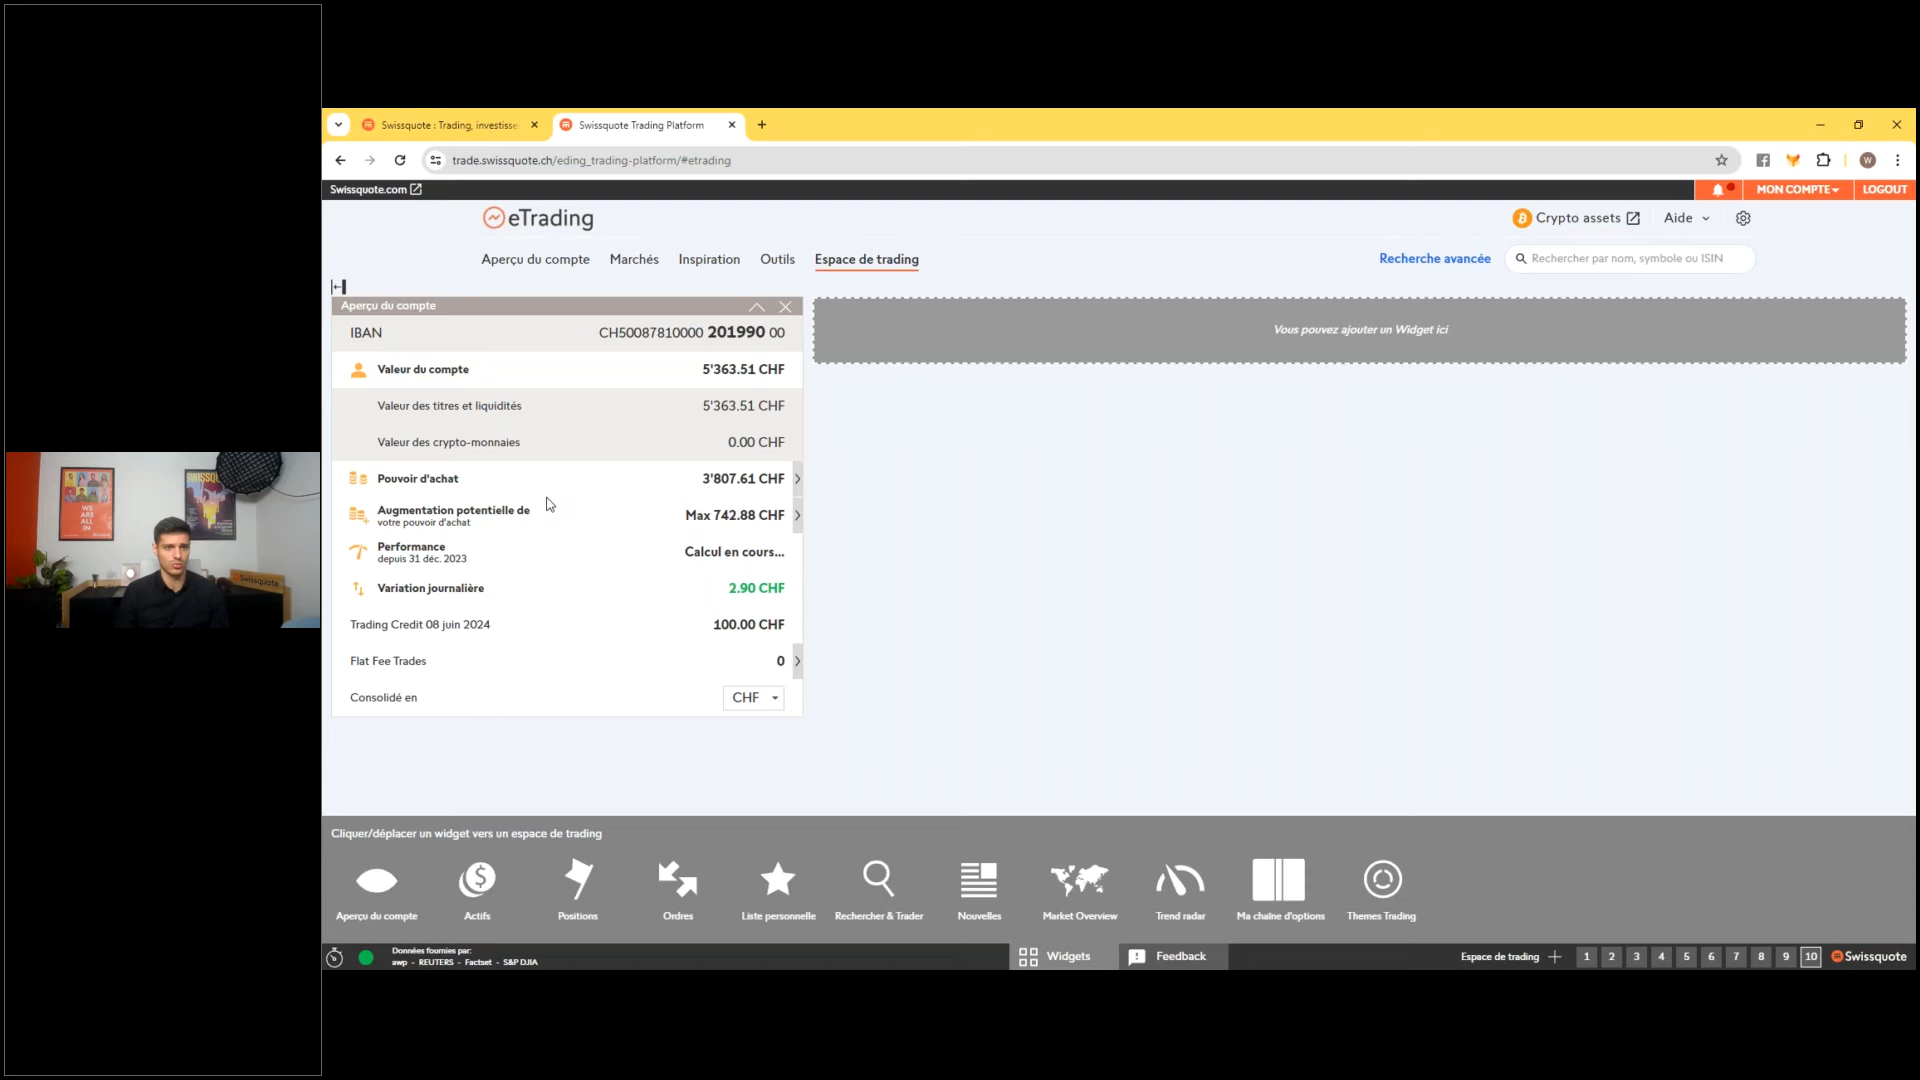 Swissquote : Trading, investisse
Swissquote Trading Platform
trade.swissquote.ch/eding_trading-platform/#etrading
W
Swissquote.com
MON COMPTE
LOGOUT
eTrading
Crypto assets
Aide
Aperçu du compte
Marchés
Inspiration
Outils
Espace de trading
Recherche avancée
Rechercher par nom, symbole ou ISIN
Aperçu du compte
IBAN CH50087810000 201990 00
Valeur du compte 5'363.51 CHF
Valeur des titres et liquidités 5'363.51 CHF
Valeur des crypto-monnaies 0.00 CHF
Pouvoir d'achat 3'807.61 CHF
Augmentation potentielle de
votre pouvoir d'achat
Max 742.88 CHF
Performance
depuis 31 déc. 2023
Calcul en cours...
Variation journalière 2.90 CHF
Trading Credit 08 juin 2024 100.00 CHF
Flat Fee Trades 0
Consolidé en CHF
Vous pouvez ajouter un Widget ici
WE
ARE
ALL
IN
SWISSQU
Swissquote
Cliquer/déplacer un widget vers un espace de trading
Aperçu du compte
Actifs
Positions
Ordres
Liste personnelle
Rechercher & Trader
Nouvelles
Market Overview
Trend radar
Ma chaîne d'options
Themes Trading
Données fournies par:
awp - REUTERS - Factset - S&P DJIA
Widgets
Feedback
Espace de trading
1 2 3 4 5 6 7 8 9 10
Swissquote